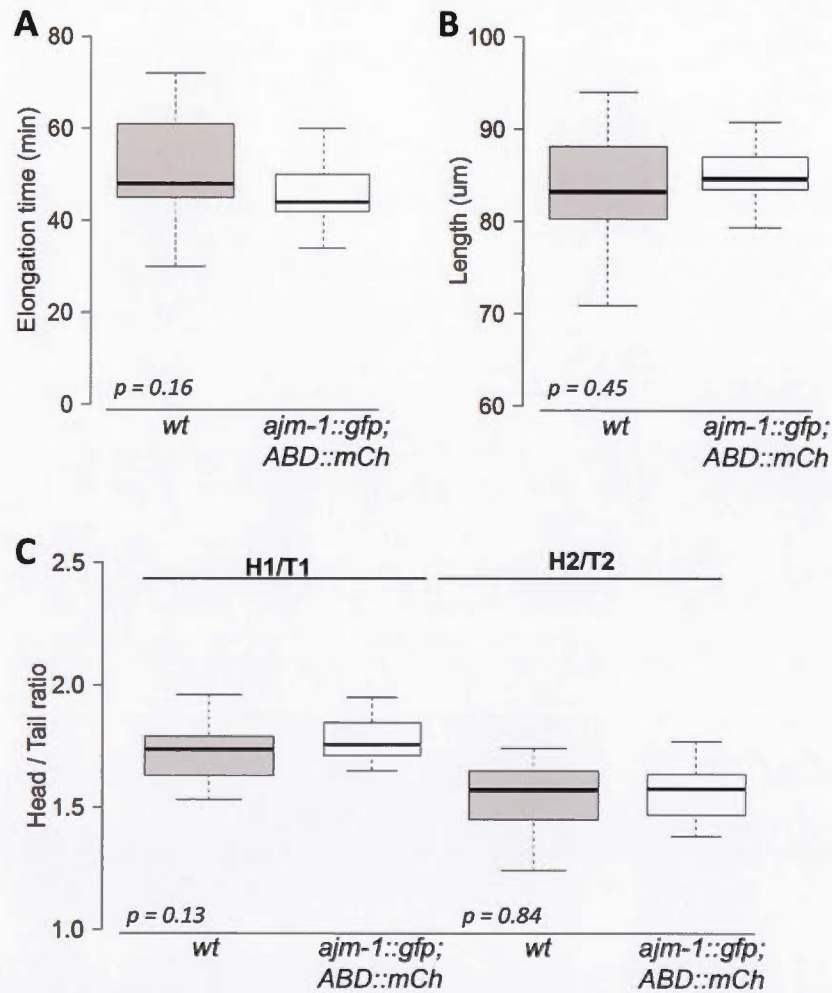 A
80
60
40
20
0
Elongation time (min)
p = 0.16
wt
ajm-1::gfp;
ABD::mCh
B
100
90
80
70
60
Length (um)
p = 0.45
wt
ajm-1::gfp;
ABD::mCh
C
2.5
2.0
1.5
1.0
Head / Tail ratio
H1/T1
H2/T2
p = 0.13
p = 0.84
wt
ajm-1::gfp;
ABD::mCh
wt
ajm-1::gfp;
ABD::mCh